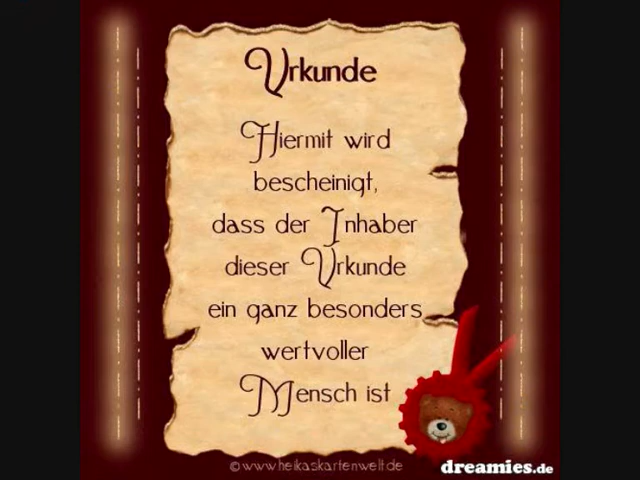 Urkunde
Hiermit wird
bescheinigt,
dass der Inhaber
dieser Urkunde
ein ganz besonders
wertvoller
Mensch ist
©www.heikaskartenwelt.de
dreamies.de